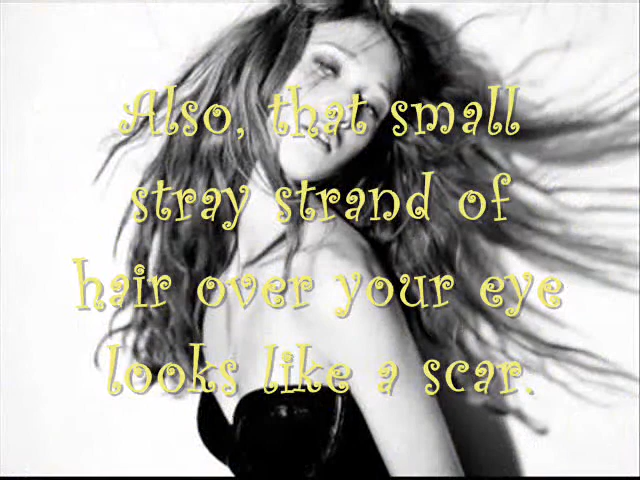 Also, that small
stray strand of
hair over your eye
looks like a scar.